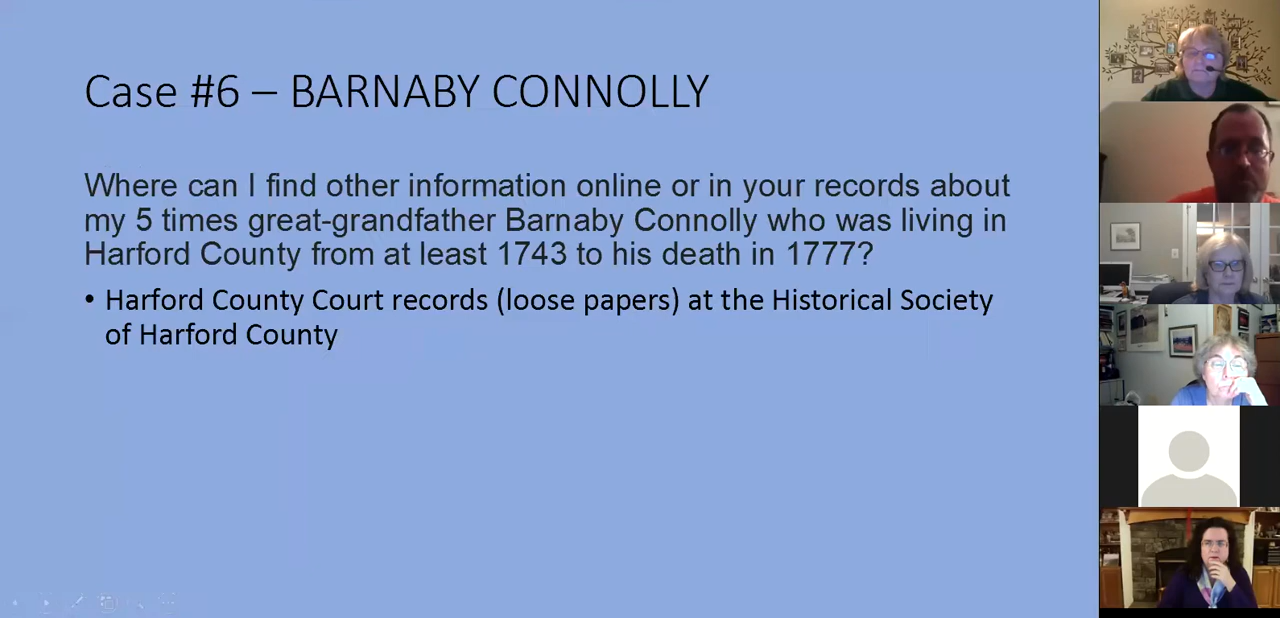 Case #6 – BARNABY CONNOLLY
Where can I find other information online or in your records about
my 5 times great-grandfather Barnaby Connolly who was living in
Harford County from at least 1743 to his death in 1777?
• Harford County Court records (loose papers) at the Historical Society
of Harford County